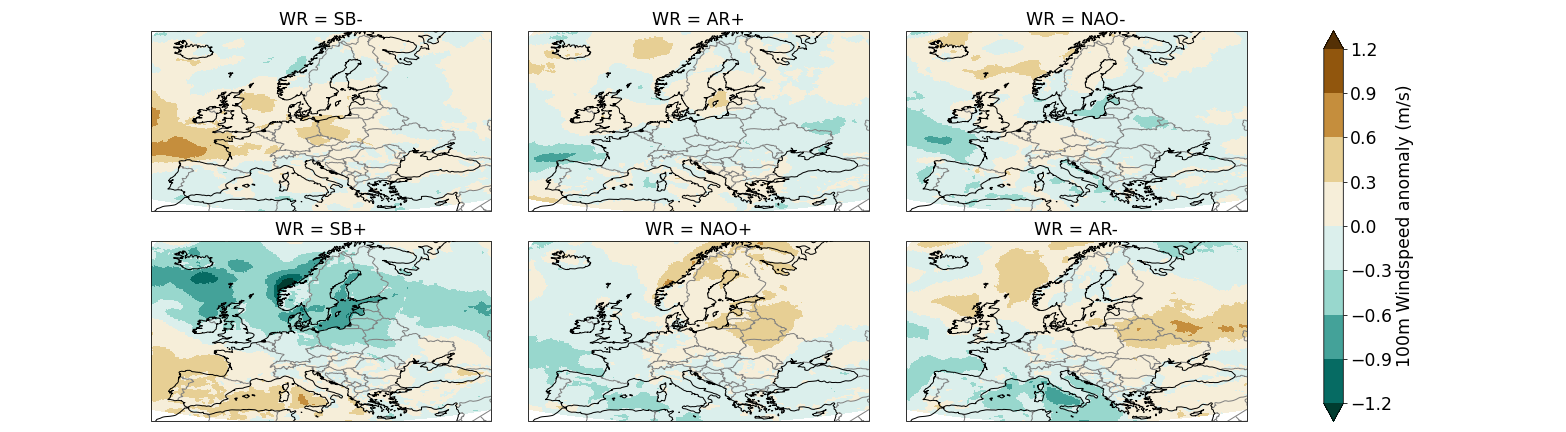 WR = SB-
WR = AR+
WR = NAO-
WR = SB+
WR = NAO+
WR = AR-
1.2
0.9
0.6
0.3
0.0
−0.3
−0.6
−0.9
−1.2
100m Windspeed anomaly (m/s)